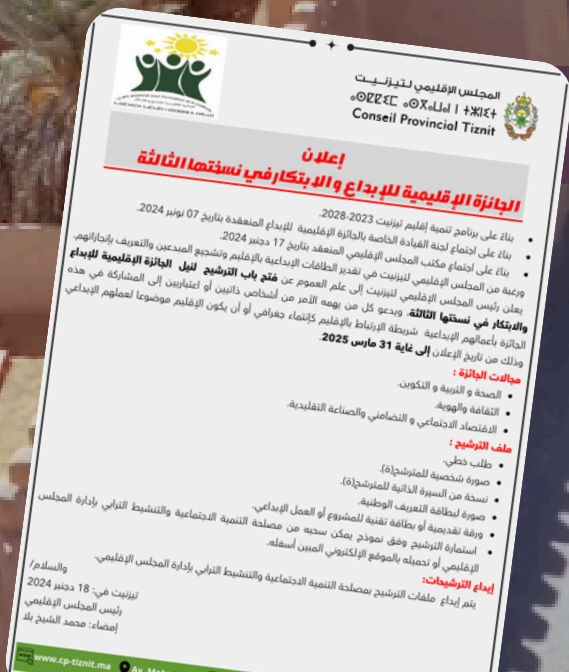 المجلس الإقليمي لـتيـزنـيـت
ⴰⵙⵇⵇⵉⵎ ⴰⵙⴳⴰⵡⴰⵏ ⵏ ⵜⵣⵏⵉⵜ
Conseil Provincial Tiznit
إعلان
الجائزة الإقليمية للإبداع و الابتكار في نسختها الثالثة
• بناءً على برنامج تنمية إقليم تيزنيت 2023-2028.
• بناءً على اجتماع لجنة القيادة الخاصة بالجائزة الإقليمية للإبداع المنعقدة بتاريخ 07 نونبر 2024.
• بناءً على اجتماع مكتب المجلس الإقليمي المنعقد بتاريخ 17 دجنبر 2024.
ورغبة من المجلس الإقليمي لتيزنيت في تقدير الطاقات الإبداعية بالإقليم وتشجيع المبدعين والتعريف بإنجازاتهم.
يعلن رئيس المجلس الإقليمي لتيزنيت إلى علم العموم عن فتح باب الترشيح لنيل الجائزة الإقليمية للإبداع
والابتكار في نسختها الثالثة. ويدعو كل من يهمه الأمر من أشخاص ذاتيين أو اعتباريين إلى المشاركة في هذه
الجائزة بأعمالهم الإبداعية شريطة الإرتباط بالإقليم كإنتماء جغرافي أو أن يكون الإقليم موضوعا لعملهم الإبداعي
وذلك من تاريخ الإعلان إلى غاية 31 مارس 2025.
مجالات الجائزة :
• الصحة و التربية و التكوين.
• الثقافة والهوية.
• الاقتصاد الاجتماعي و التضامني والصناعة التقليدية.
ملف الترشيح :
• طلب خطي.
• صورة شخصية للمترشح(ة).
• نسخة من السيرة الذاتية للمترشح(ة).
• صورة لبطاقة التعريف الوطنية.
• ورقة تقديمية أو بطاقة تقنية للمشروع أو العمل الإبداعي.
• استمارة الترشيح وفق نموذج يمكن سحبه من مصلحة التنمية الاجتماعية والتنشيط الترابي بإدارة المجلس
الإقليمي أو تحميله بالموقع الإلكتروني المبين أسفله.
إيداع الترشيحات:
يتم إيداع ملفات الترشيح بمصلحة التنمية الاجتماعية والتنشيط الترابي بإدارة المجلس الإقليمي.
والسلام/
تيزنيت في: 18 دجنبر 2024
رئيس المجلس الإقليمي
إمضاء: محمد الشيخ بلا
www.cp-tiznit.ma